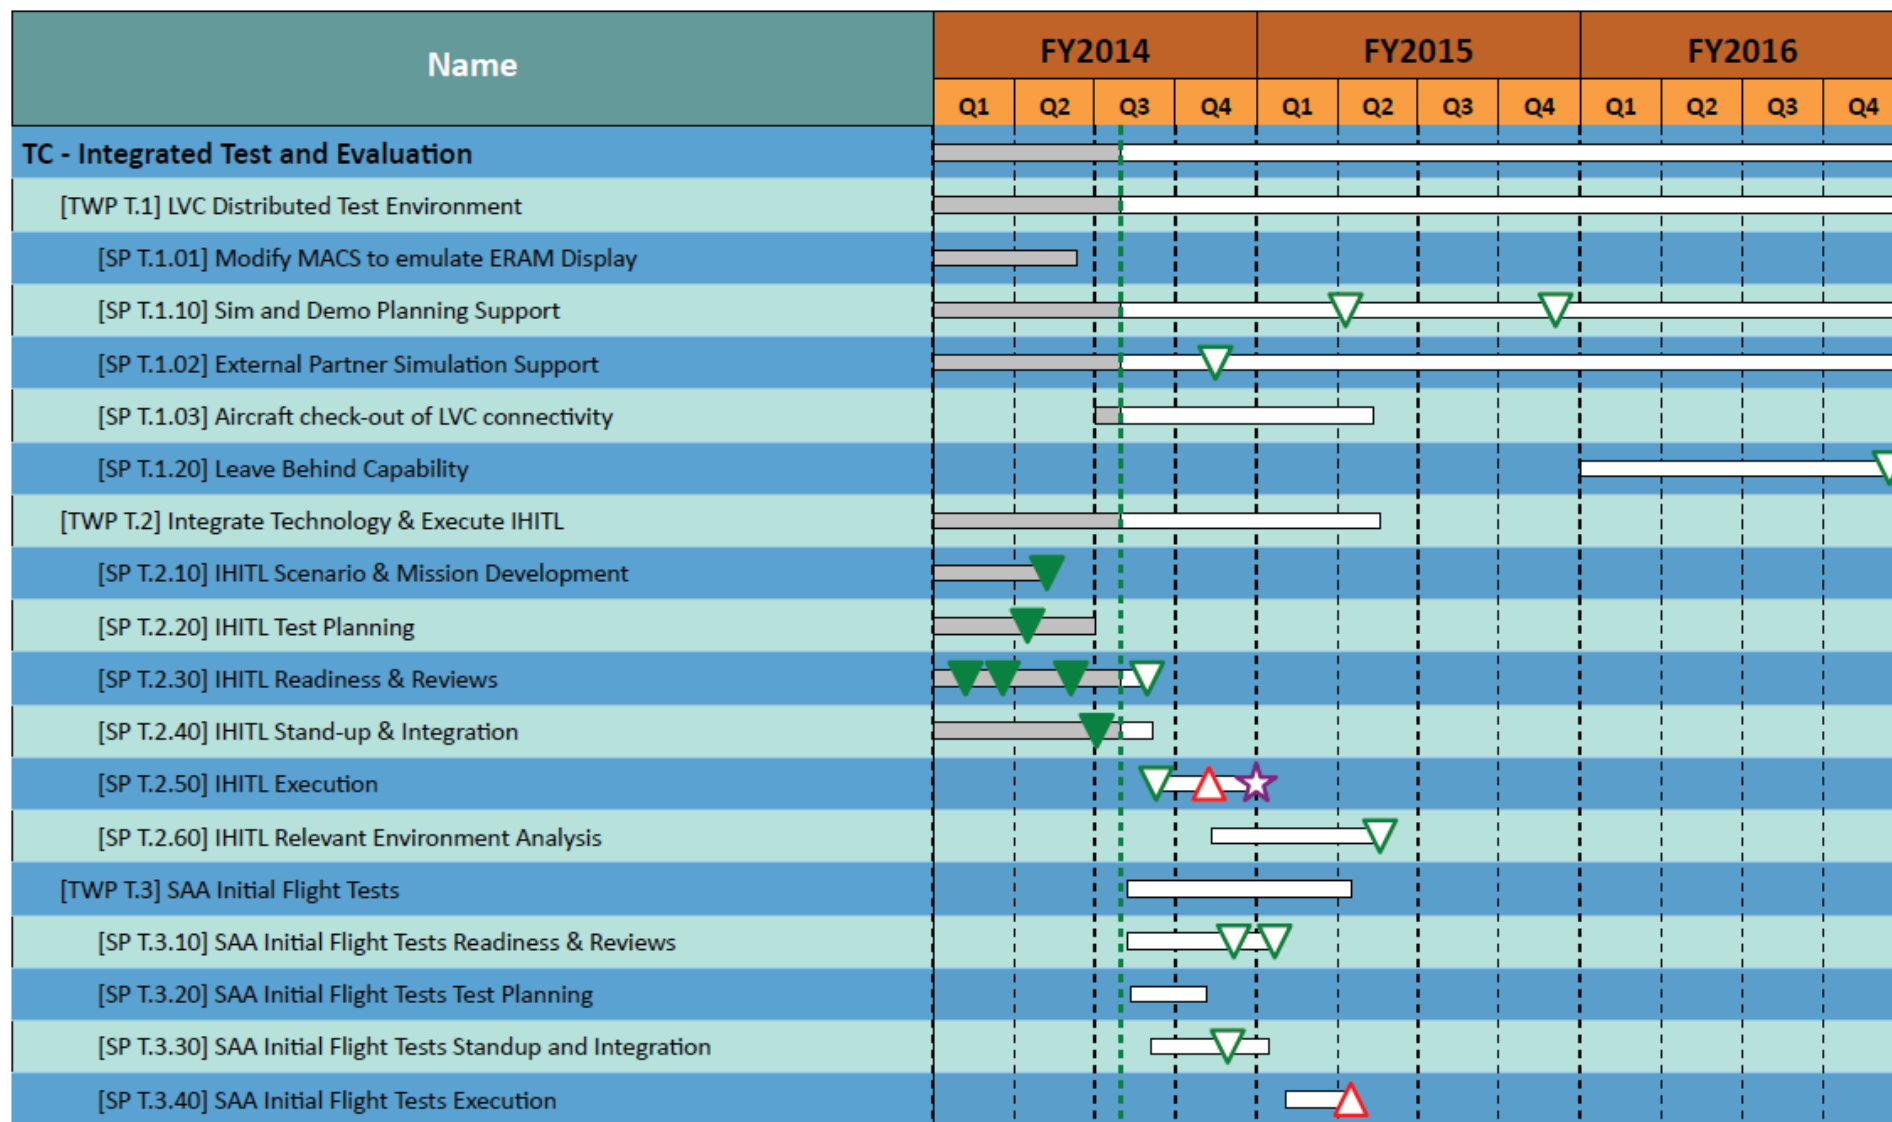 Name
FY2014 FY2015 FY2016
Q1 Q2 Q3 Q4 Q1 Q2 Q3 Q4 Q1 Q2 Q3 Q4
TC - Integrated Test and Evaluation
[TWP T.1] LVC Distributed Test Environment
[SP T.1.01] Modify MACS to emulate ERAM Display
[SP T.1.10] Sim and Demo Planning Support
[SP T.1.02] External Partner Simulation Support
[SP T.1.03] Aircraft check-out of LVC connectivity
[SP T.1.20] Leave Behind Capability
[TWP T.2] Integrate Technology & Execute IHITL
[SP T.2.10] IHITL Scenario & Mission Development
[SP T.2.20] IHITL Test Planning
[SP T.2.30] IHITL Readiness & Reviews
[SP T.2.40] IHITL Stand-up & Integration
[SP T.2.50] IHITL Execution
[SP T.2.60] IHITL Relevant Environment Analysis
[TWP T.3] SAA Initial Flight Tests
[SP T.3.10] SAA Initial Flight Tests Readiness & Reviews
[SP T.3.20] SAA Initial Flight Tests Test Planning
[SP T.3.30] SAA Initial Flight Tests Standup and Integration
[SP T.3.40] SAA Initial Flight Tests Execution